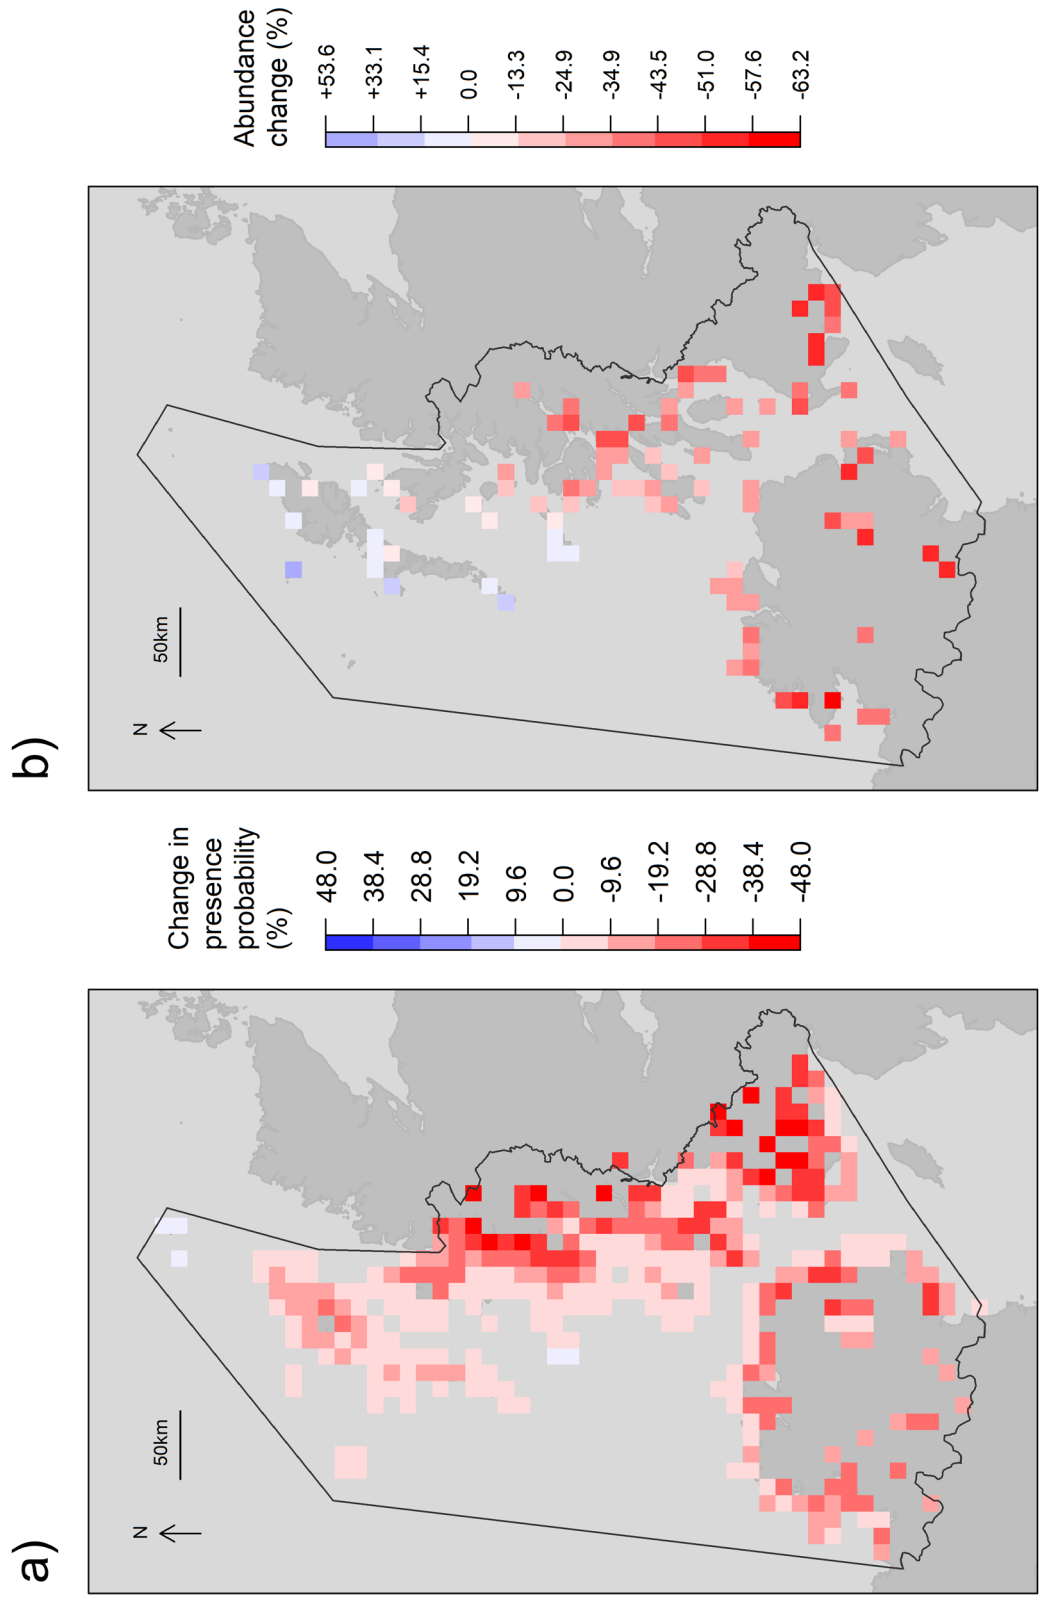 a)
N
50km
Change in
presence
probability
(%)
48.0
38.4
28.8
19.2
9.6
0.0
-9.6
-19.2
-28.8
-38.4
-48.0
b)
N
50km
Abundance
change (%)
+53.6
+33.1
+15.4
0.0
-13.3
-24.9
-34.9
-43.5
-51.0
-57.6
-63.2